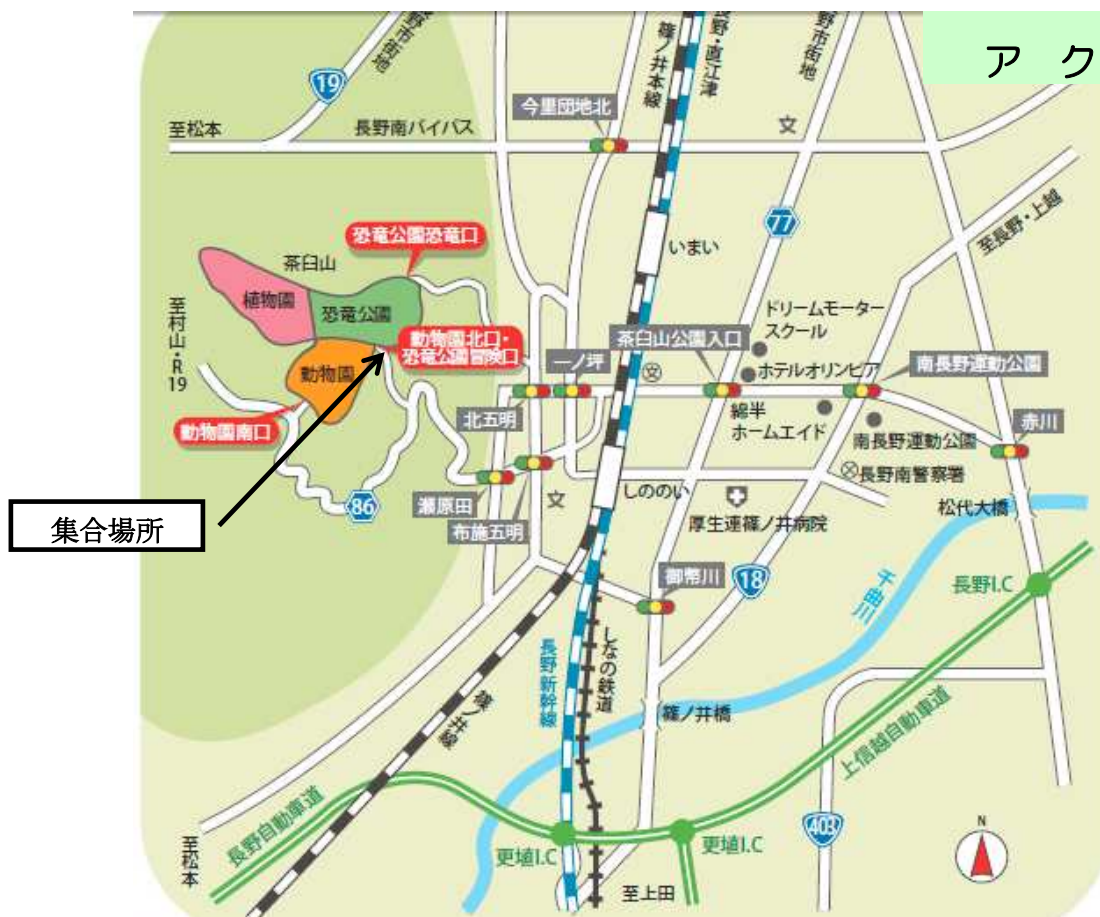 ア ク
野市街地
篠ノ井本線
長野・直江津
野市街地
19
今里団地北
至松本
長野南バイパス
文
77
至長野・上越
恐竜公園恐竜口
いまい
茶臼山
植物園
恐竜公園
ドリームモーター
スクール
至村山・R19
動物園北口・
恐竜公園冒険口
一ノ坪
茶臼山公園入口
ホテルオリンピア
南長野運動公園
動物園
北五明
綿半
ホームエイド
南長野運動公園
赤川
動物園南口
長野南警察署
86
瀬原田
布施五明
文
しののい
厚生連篠ノ井病院
松代大橋
集合場所
御幣川
18
千曲川
長野I.C
長野新幹線
しなの鉄道
篠ノ井線
篠ノ井橋
上信越自動車道
長野自動車道
403
N
至松本
更埴I.C
更埴I.C
至上田